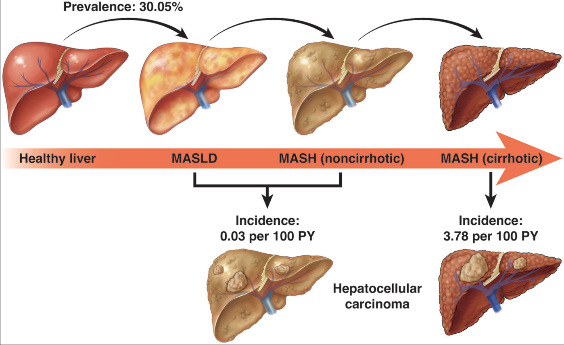 Prevalence: 30.05%
Healthy liver
MASLD
MASH (noncirrhotic)
MASH (cirrhotic)
Incidence:
0.03 per 100 PY
Incidence:
3.78 per 100 PY
Hepatocellular
carcinoma